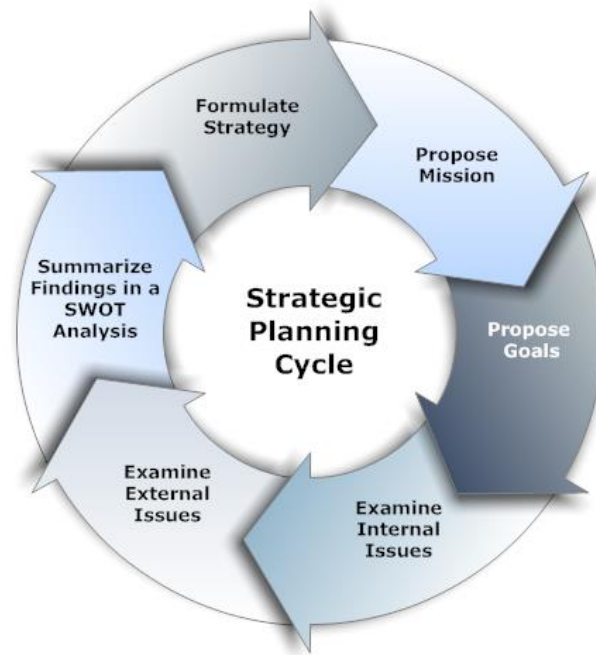 Formulate
Strategy
Propose
Mission
Propose
Goals
Examine
Internal
Issues
Examine
External
Issues
Summarize
Findings in a
SWOT
Analysis
Strategic
Planning
Cycle